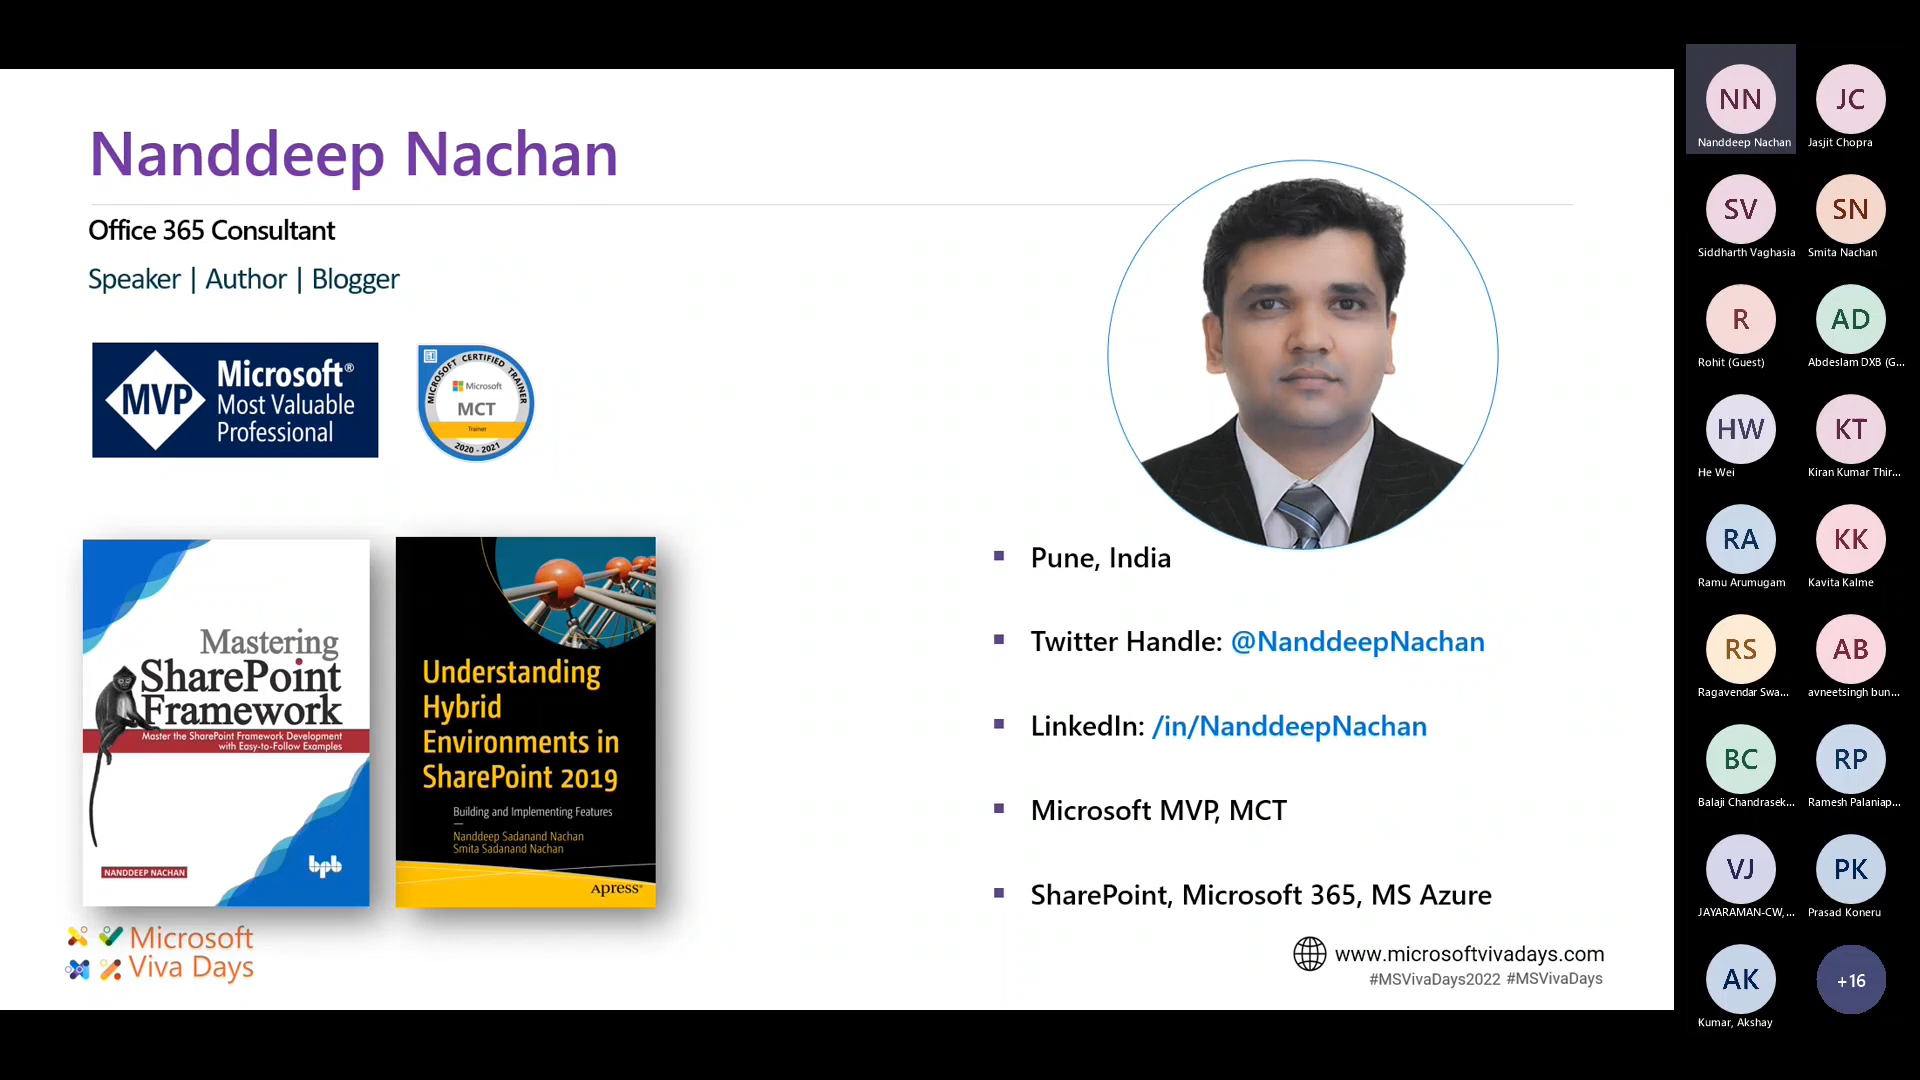 Nanddeep Nachan
Office 365 Consultant
Speaker | Author | Blogger
MVP
Microsoft®
Most Valuable
Professional
MICROSOFT CERTIFIED TRAINER
Microsoft
MCT
Trainer
2020 - 2021
Mastering
SharePoint
Framework
Master the SharePoint Framework Development
with Easy-to-Follow Examples
NANDDEEP NACHAN
bpb
Understanding
Hybrid
Environments in
SharePoint 2019
Building and Implementing Features
Nanddeep Sadanand Nachan
Smita Sadanand Nachan
Apress®
Pune, India
Twitter Handle: @NanddeepNachan
LinkedIn: /in/NanddeepNachan
Microsoft MVP, MCT
SharePoint, Microsoft 365, MS Azure
Microsoft
Viva Days
www.microsoftvivadays.com
#MSVivaDays2022 #MSVivaDays
NN JC
Nanddeep Nachan Jasjit Chopra
SV SN
Siddharth Vaghasia Smita Nachan
R AD
Rohit (Guest) Abdeslam DXB (G...
HW KT
He Wei Kiran Kumar Thir...
RA KK
Ramu Arumugam Kavita Kalme
RS AB
Ragavendar Swa... avneetsingh bun...
BC RP
Balaji Chandrasek... Ramesh Palaniap...
VJ PK
JAYARAMAN-CW,... Prasad Koneru
AK +16
Kumar, Akshay